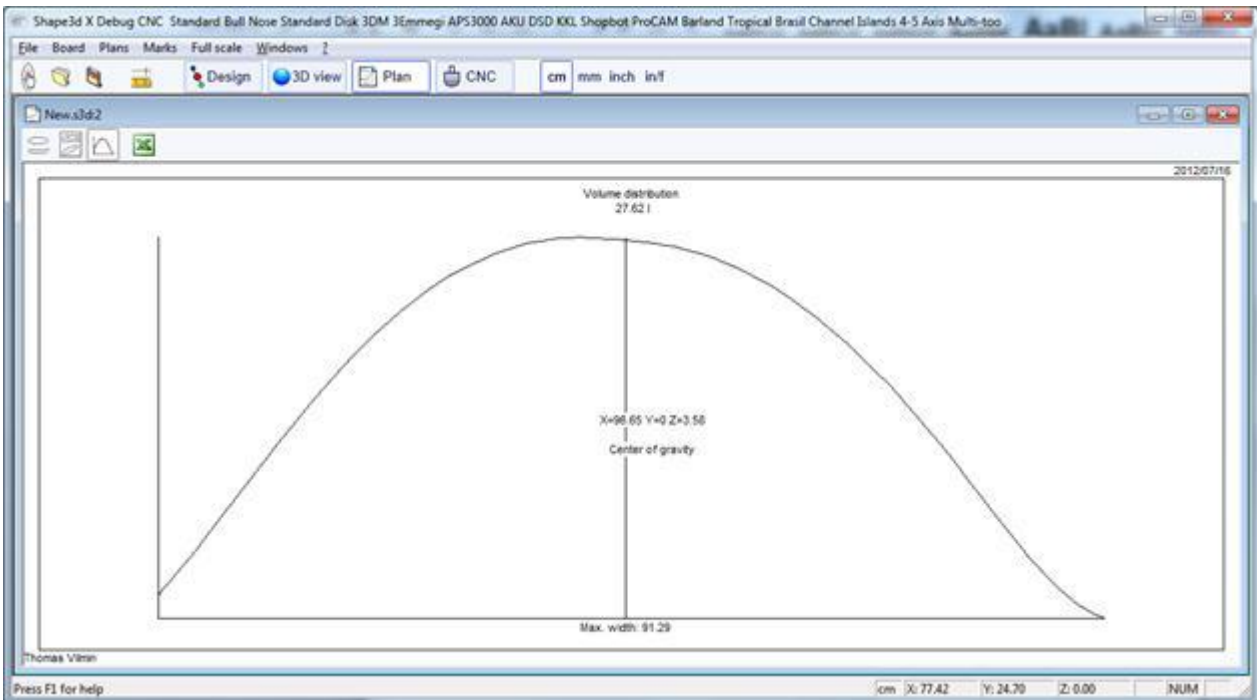 Shape3d X Debug CNC Standard Bull Nose Standard Disk 3DM 3Emmegi APS3000 AKU DSD KKL Shopbot ProCAM Barland Tropical Brasil Channel Islands 4-5 Axis Multi-too
File Board Plans Marks Full scale Windows ?
Design 3D view Plan CNC cm mm inch in/f
New.s3dx2
2012/07/16
Volume distribution
27.62 l
X=96.65 Y=0 Z=3.58
Center of gravity
Max. width: 91.29
Thomas Vilmin
Press F1 for help cm X: 77.42 Y: 24.70 Z: 0.00 NUM